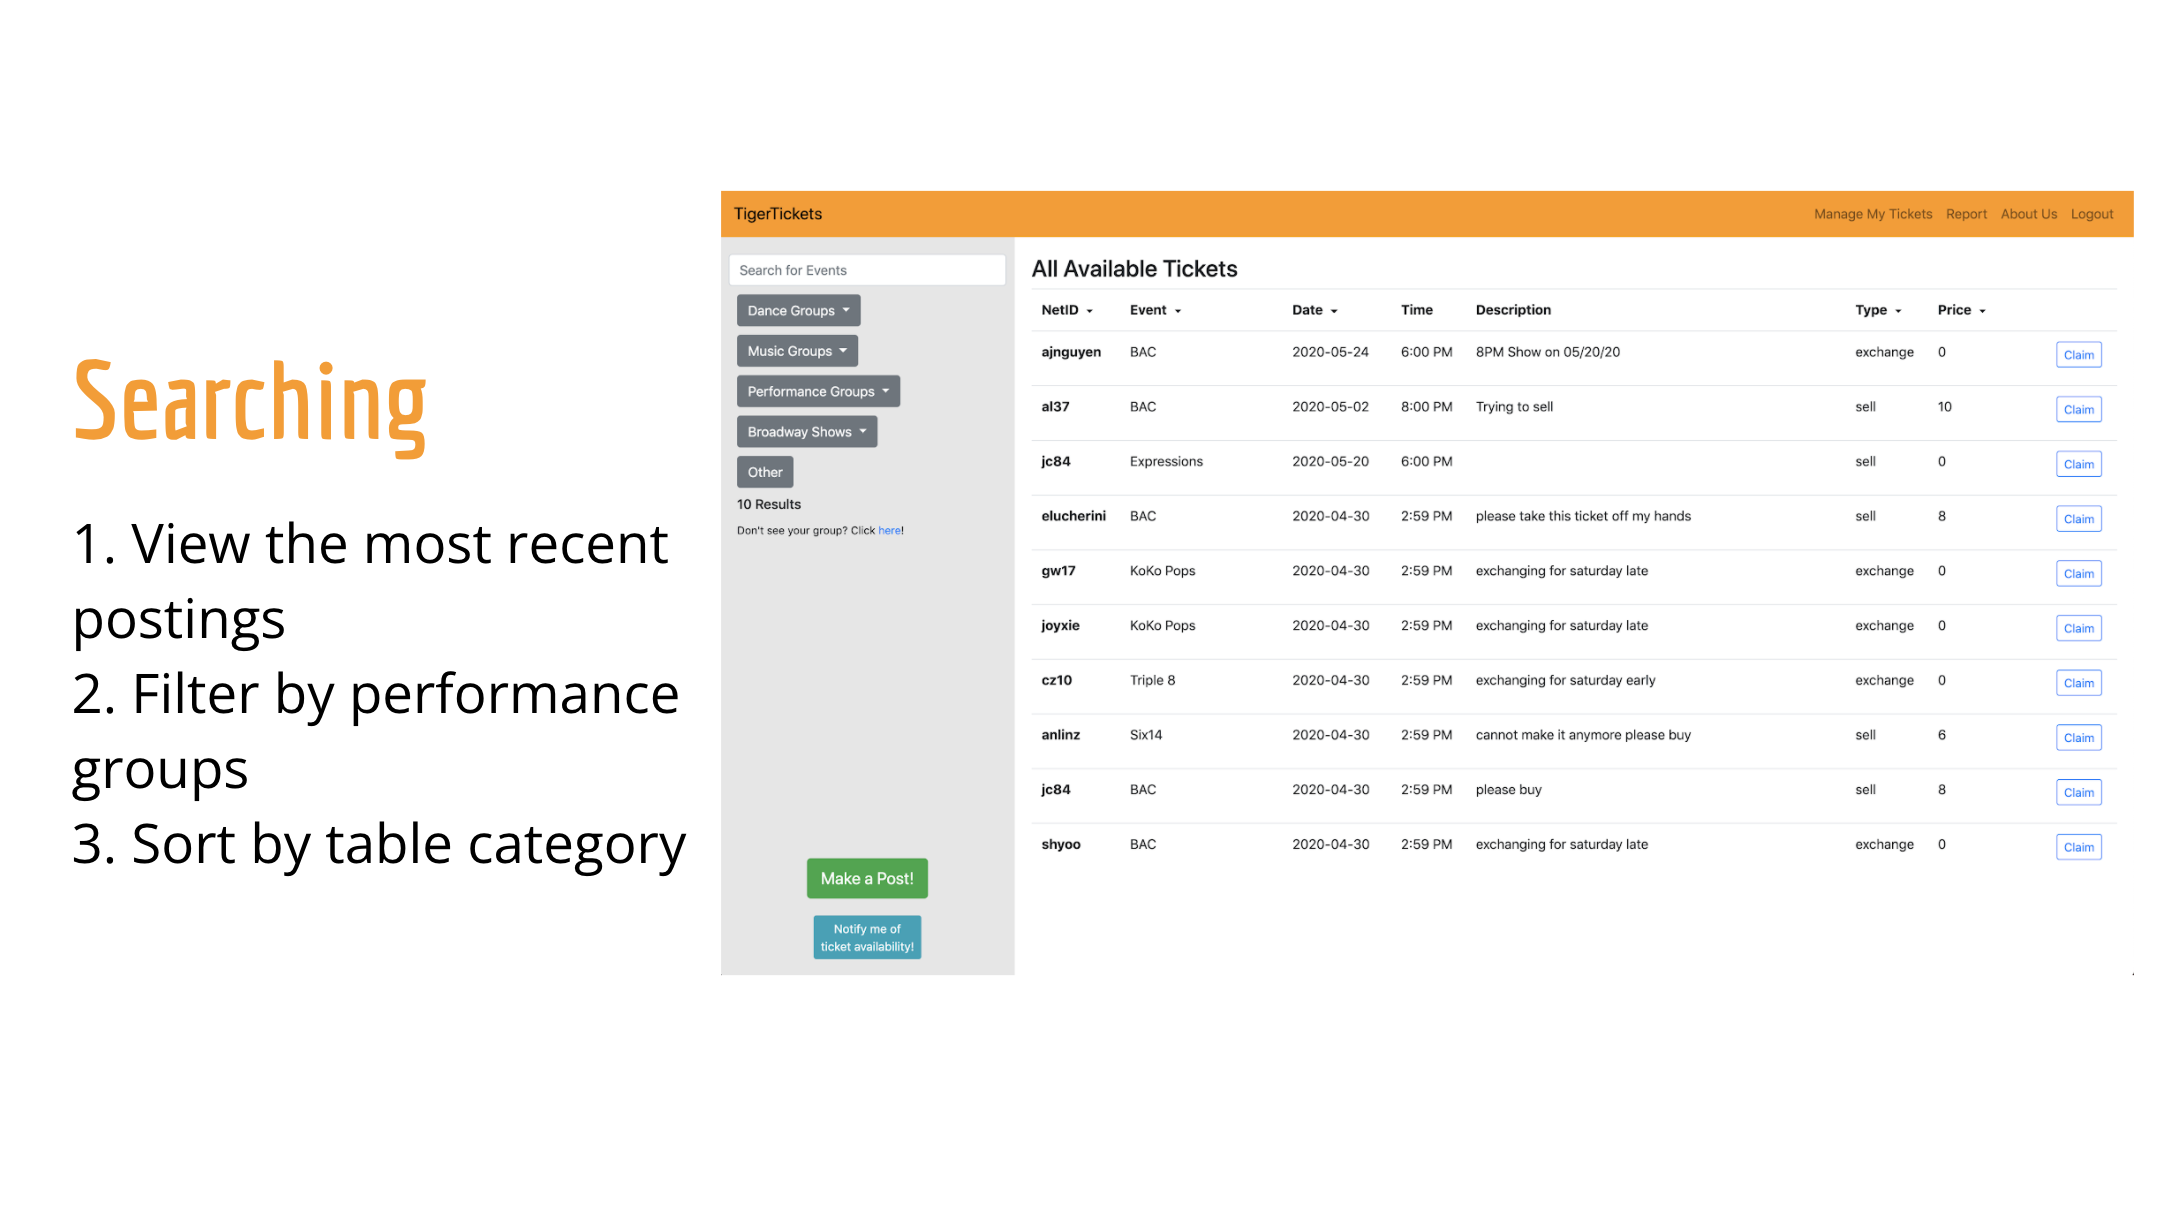 Searching
1. View the most recent
postings
2. Filter by performance
groups
3. Sort by table category
TigerTickets
Manage My Tickets Report About Us Logout
Search for Events
Dance Groups
Music Groups
Performance Groups
Broadway Shows
Other
10 Results
Don't see your group? Click here!
Make a Post!
Notify me of
ticket availability!
All Available Tickets
NetID Event Date Time Description Type Price
ajnguyen BAC 2020-05-24 6:00 PM 8PM Show on 05/20/20 exchange 0 Claim
al37 BAC 2020-05-02 8:00 PM Trying to sell sell 10 Claim
jc84 Expressions 2020-05-20 6:00 PM sell 0 Claim
elucherini BAC 2020-04-30 2:59 PM please take this ticket off my hands sell 8 Claim
gw17 KoKo Pops 2020-04-30 2:59 PM exchanging for saturday late exchange 0 Claim
joyxie KoKo Pops 2020-04-30 2:59 PM exchanging for saturday late exchange 0 Claim
cz10 Triple 8 2020-04-30 2:59 PM exchanging for saturday early exchange 0 Claim
anlinz Six14 2020-04-30 2:59 PM cannot make it anymore please buy sell 6 Claim
jc84 BAC 2020-04-30 2:59 PM please buy sell 8 Claim
shyoo BAC 2020-04-30 2:59 PM exchanging for saturday late exchange 0 Claim